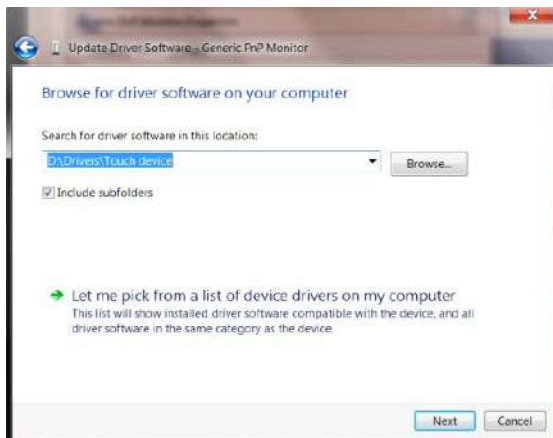 Update Driver Software - Generic PnP Monitor
Browse for driver software on your computer
Search for driver software in this location:
D:\Drivers\Touch device
Browse...
Include subfolders
Let me pick from a list of device drivers on my computer
This list will show installed driver software compatible with the device, and all
driver software in the same category as the device.
Next
Cancel